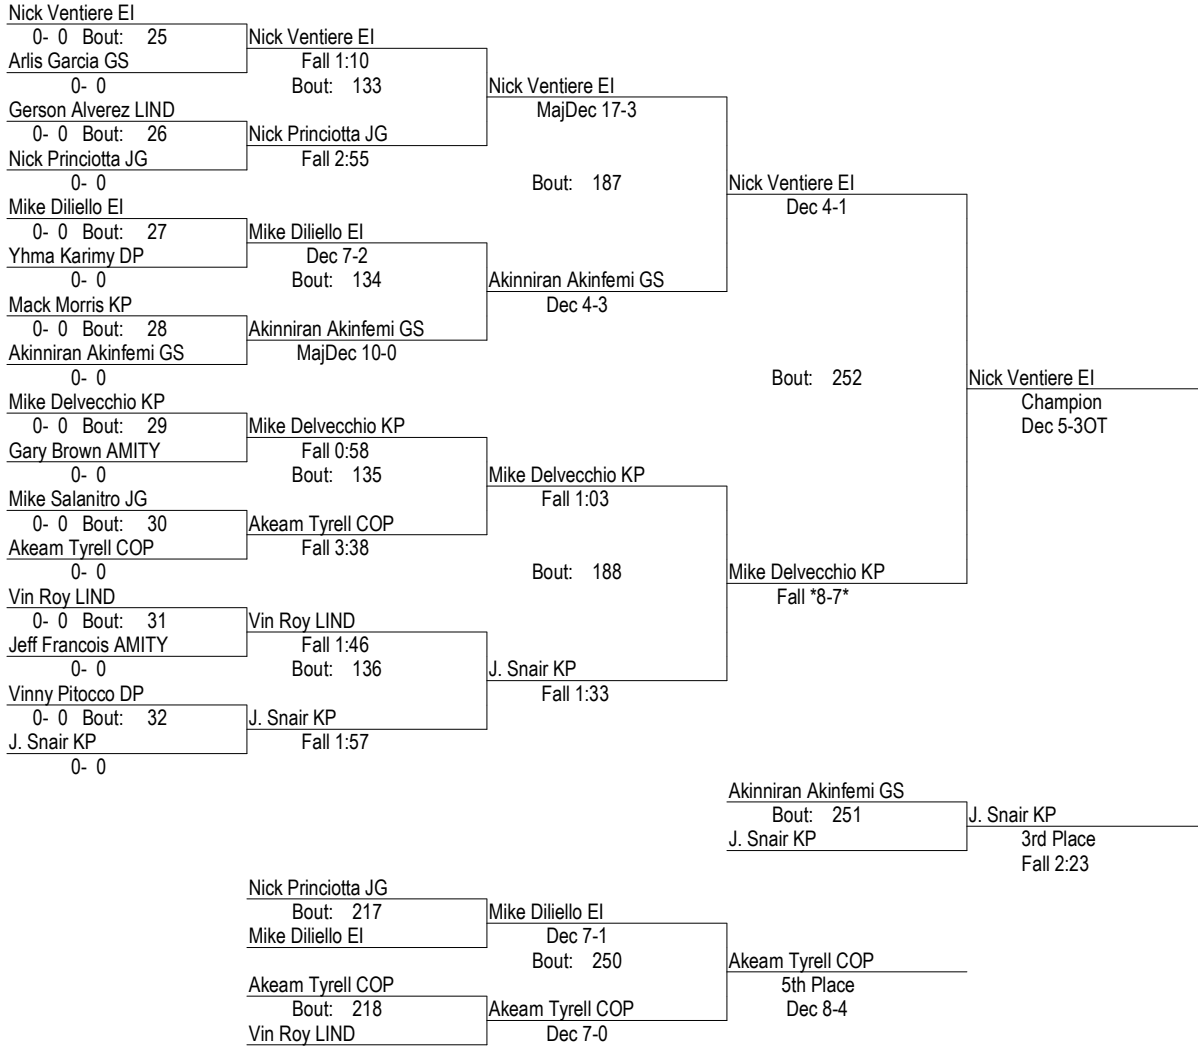 Nick Ventiere EI
0- 0 Bout: 25
Arlis Garcia GS
0- 0
Gerson Alverez LIND
0- 0 Bout: 26
Nick Princiotta JG
0- 0
Mike Diliello EI
0- 0 Bout: 27
Yhma Karimy DP
0- 0
Mack Morris KP
0- 0 Bout: 28
Akinniran Akinfemi GS
0- 0
Mike Delvecchio KP
0- 0 Bout: 29
Gary Brown AMITY
0- 0
Mike Salanitro JG
0- 0 Bout: 30
Akeam Tyrell COP
0- 0
Vin Roy LIND
0- 0 Bout: 31
Jeff Francois AMITY
0- 0
Vinny Pitocco DP
0- 0 Bout: 32
J. Snair KP
0- 0
Nick Ventiere EI
Fall 1:10
Bout: 133
Nick Princiotta JG
Fall 2:55
Mike Diliello EI
Dec 7-2
Bout: 134
Akinniran Akinfemi GS
MajDec 10-0
Mike Delvecchio KP
Fall 0:58
Bout: 135
Akeam Tyrell COP
Fall 3:38
Vin Roy LIND
Fall 1:46
Bout: 136
J. Snair KP
Fall 1:57
Nick Ventiere EI
MajDec 17-3
Bout: 187
Akinniran Akinfemi GS
Dec 4-3
Mike Delvecchio KP
Fall 1:03
Bout: 188
J. Snair KP
Fall 1:33
Nick Ventiere EI
Dec 4-1
Bout: 252
Mike Delvecchio KP
Fall *8-7*
Nick Ventiere EI
Champion
Dec 5-3OT
Akinniran Akinfemi GS
Bout: 251
J. Snair KP
J. Snair KP
3rd Place
Fall 2:23
Nick Princiotta JG
Bout: 217
Mike Diliello EI
Akeam Tyrell COP
Bout: 218
Vin Roy LIND
Mike Diliello EI
Dec 7-1
Bout: 250
Akeam Tyrell COP
Dec 7-0
Akeam Tyrell COP
5th Place
Dec 8-4